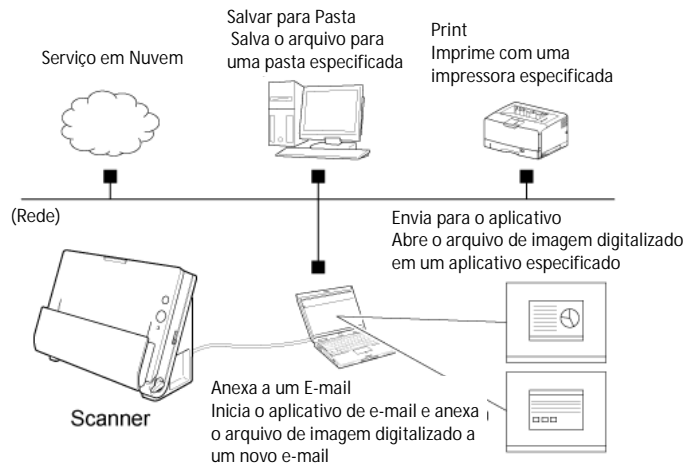 Serviço em Nuvem
Salvar para Pasta
Salva o arquivo para
uma pasta especificada
Print
Imprime com uma
impressora especificada
(Rede)
Envia para o aplicativo
Abre o arquivo de imagem digitalizado
em um aplicativo especificado
Scanner
Anexa a um E-mail
Inicia o aplicativo de e-mail e anexa
o arquivo de imagem digitalizado a
um novo e-mail